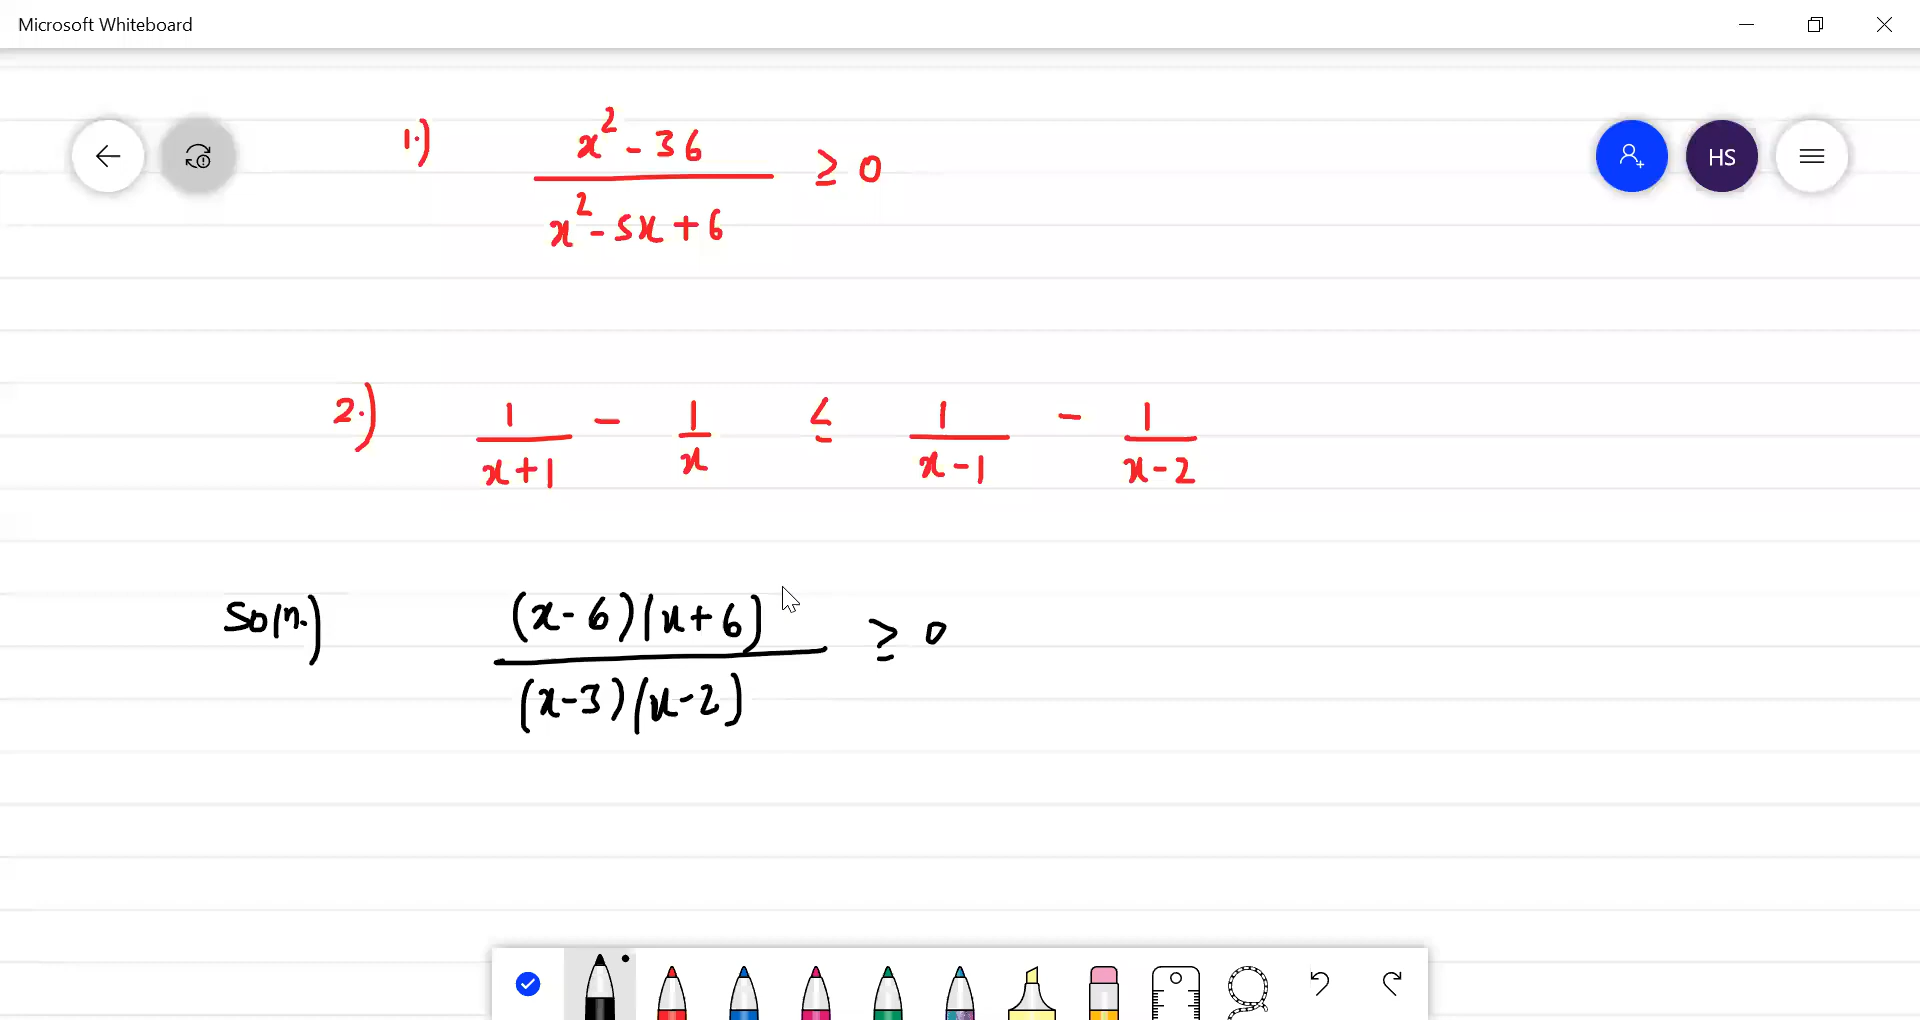 Microsoft Whiteboard
HS
1.) x² - 36 / x² - 5x + 6 ≥ 0
2.) 1/(x+1) - 1/x ≤ 1/(x-1) - 1/(x-2)
Soln.) (x-6)(x+6) / (x-3)(x-2) ≥ 0